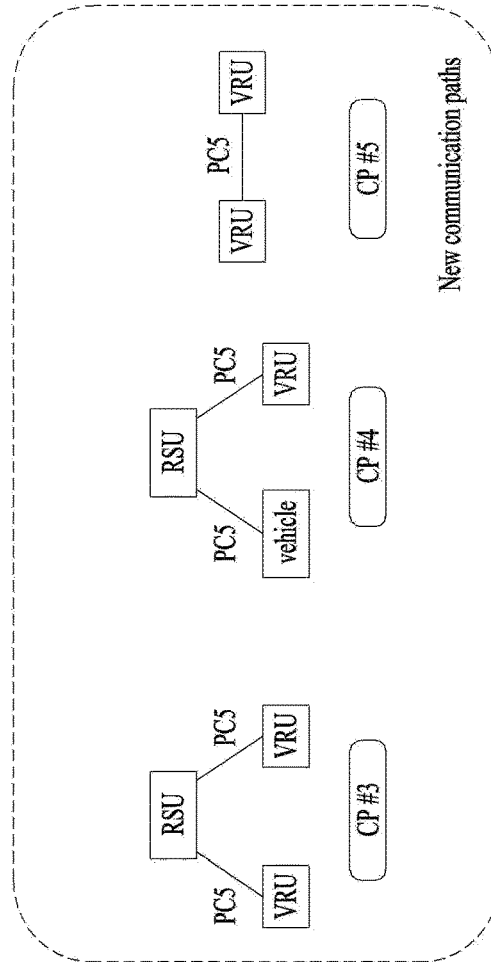 RSU
PC5
PC5
VRU
VRU
CP #3
RSU
PC5
PC5
vehicle
VRU
CP #4
PC5
VRU
VRU
CP #5
New communication paths